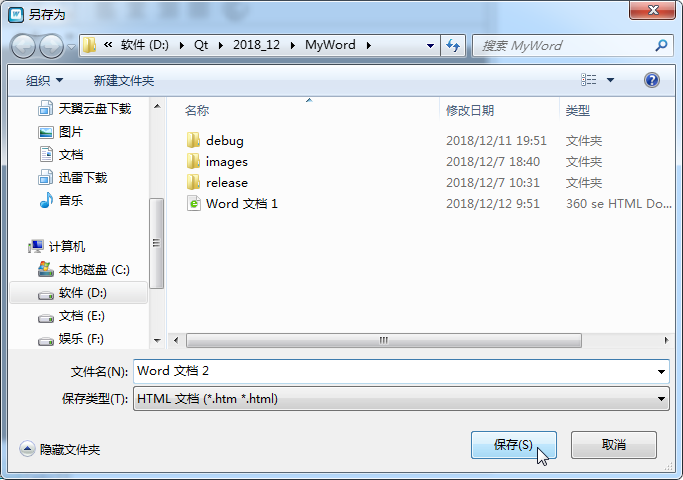 另存为
« 软件 (D:) ▸ Qt ▸ 2018_12 ▸ MyWord ▸
搜索 MyWord
组织 新建文件夹
名称 修改日期 类型
天翼云盘下载
图片
文档
迅雷下载
音乐
计算机
本地磁盘 (C:)
软件 (D:)
文档 (E:)
娱乐 (F:)
debug 2018/12/11 19:51 文件夹
images 2018/12/7 18:40 文件夹
release 2018/12/7 10:31 文件夹
Word 文档 1 2018/12/12 9:51 360 se HTML Do...
文件名(N): Word 文档 2
保存类型(T): HTML 文档 (*.htm *.html)
隐藏文件夹 保存(S) 取消